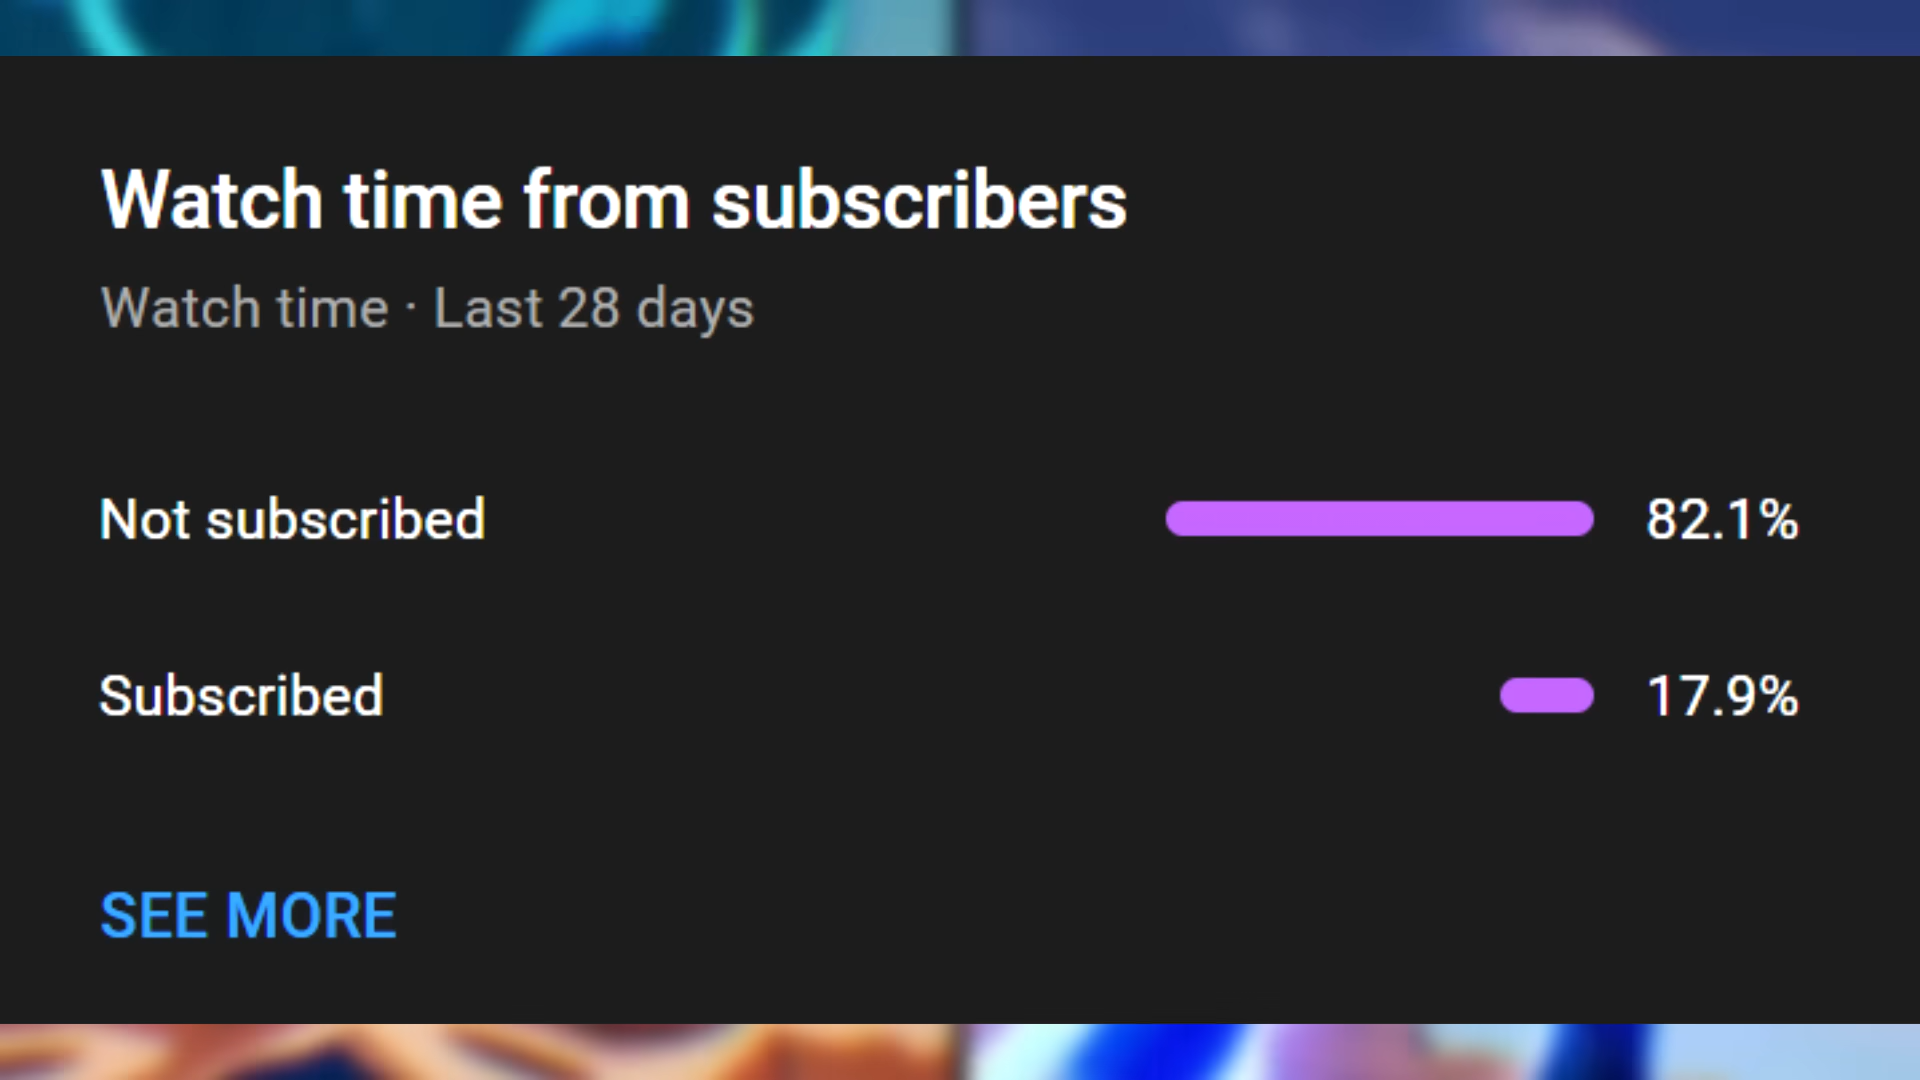 Watch time from subscribers
Watch time · Last 28 days
Not subscribed 82.1%
Subscribed 17.9%
SEE MORE